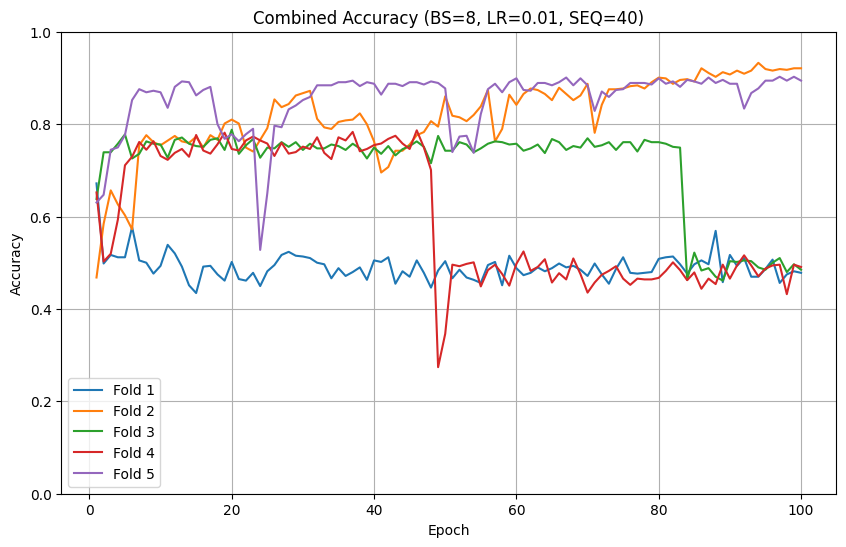 Combined Accuracy (BS=8, LR=0.01, SEQ=40)
1.0
0.8
0.6
0.4
0.2
0.0
Accuracy
Fold 1
Fold 2
Fold 3
Fold 4
Fold 5
0 20 40 60 80 100
Epoch